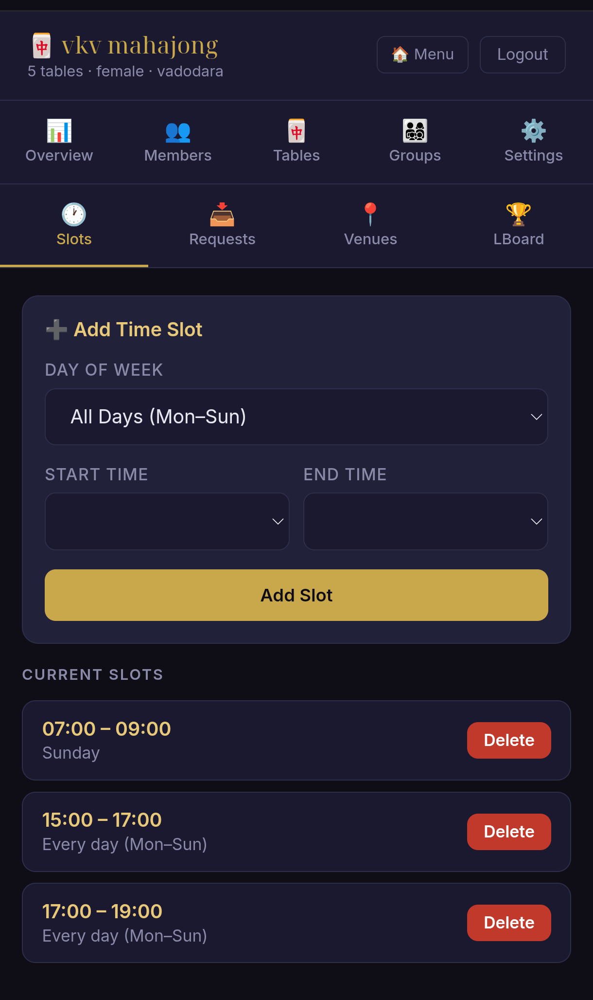 vkv mahajong
5 tables · female · vadodara
Menu
Logout
Overview
Members
Tables
Groups
Settings
Slots
Requests
Venues
LBoard
Add Time Slot
DAY OF WEEK
All Days (Mon–Sun)
START TIME
END TIME
Add Slot
CURRENT SLOTS
07:00 – 09:00
Sunday
Delete
15:00 – 17:00
Every day (Mon–Sun)
Delete
17:00 – 19:00
Every day (Mon–Sun)
Delete